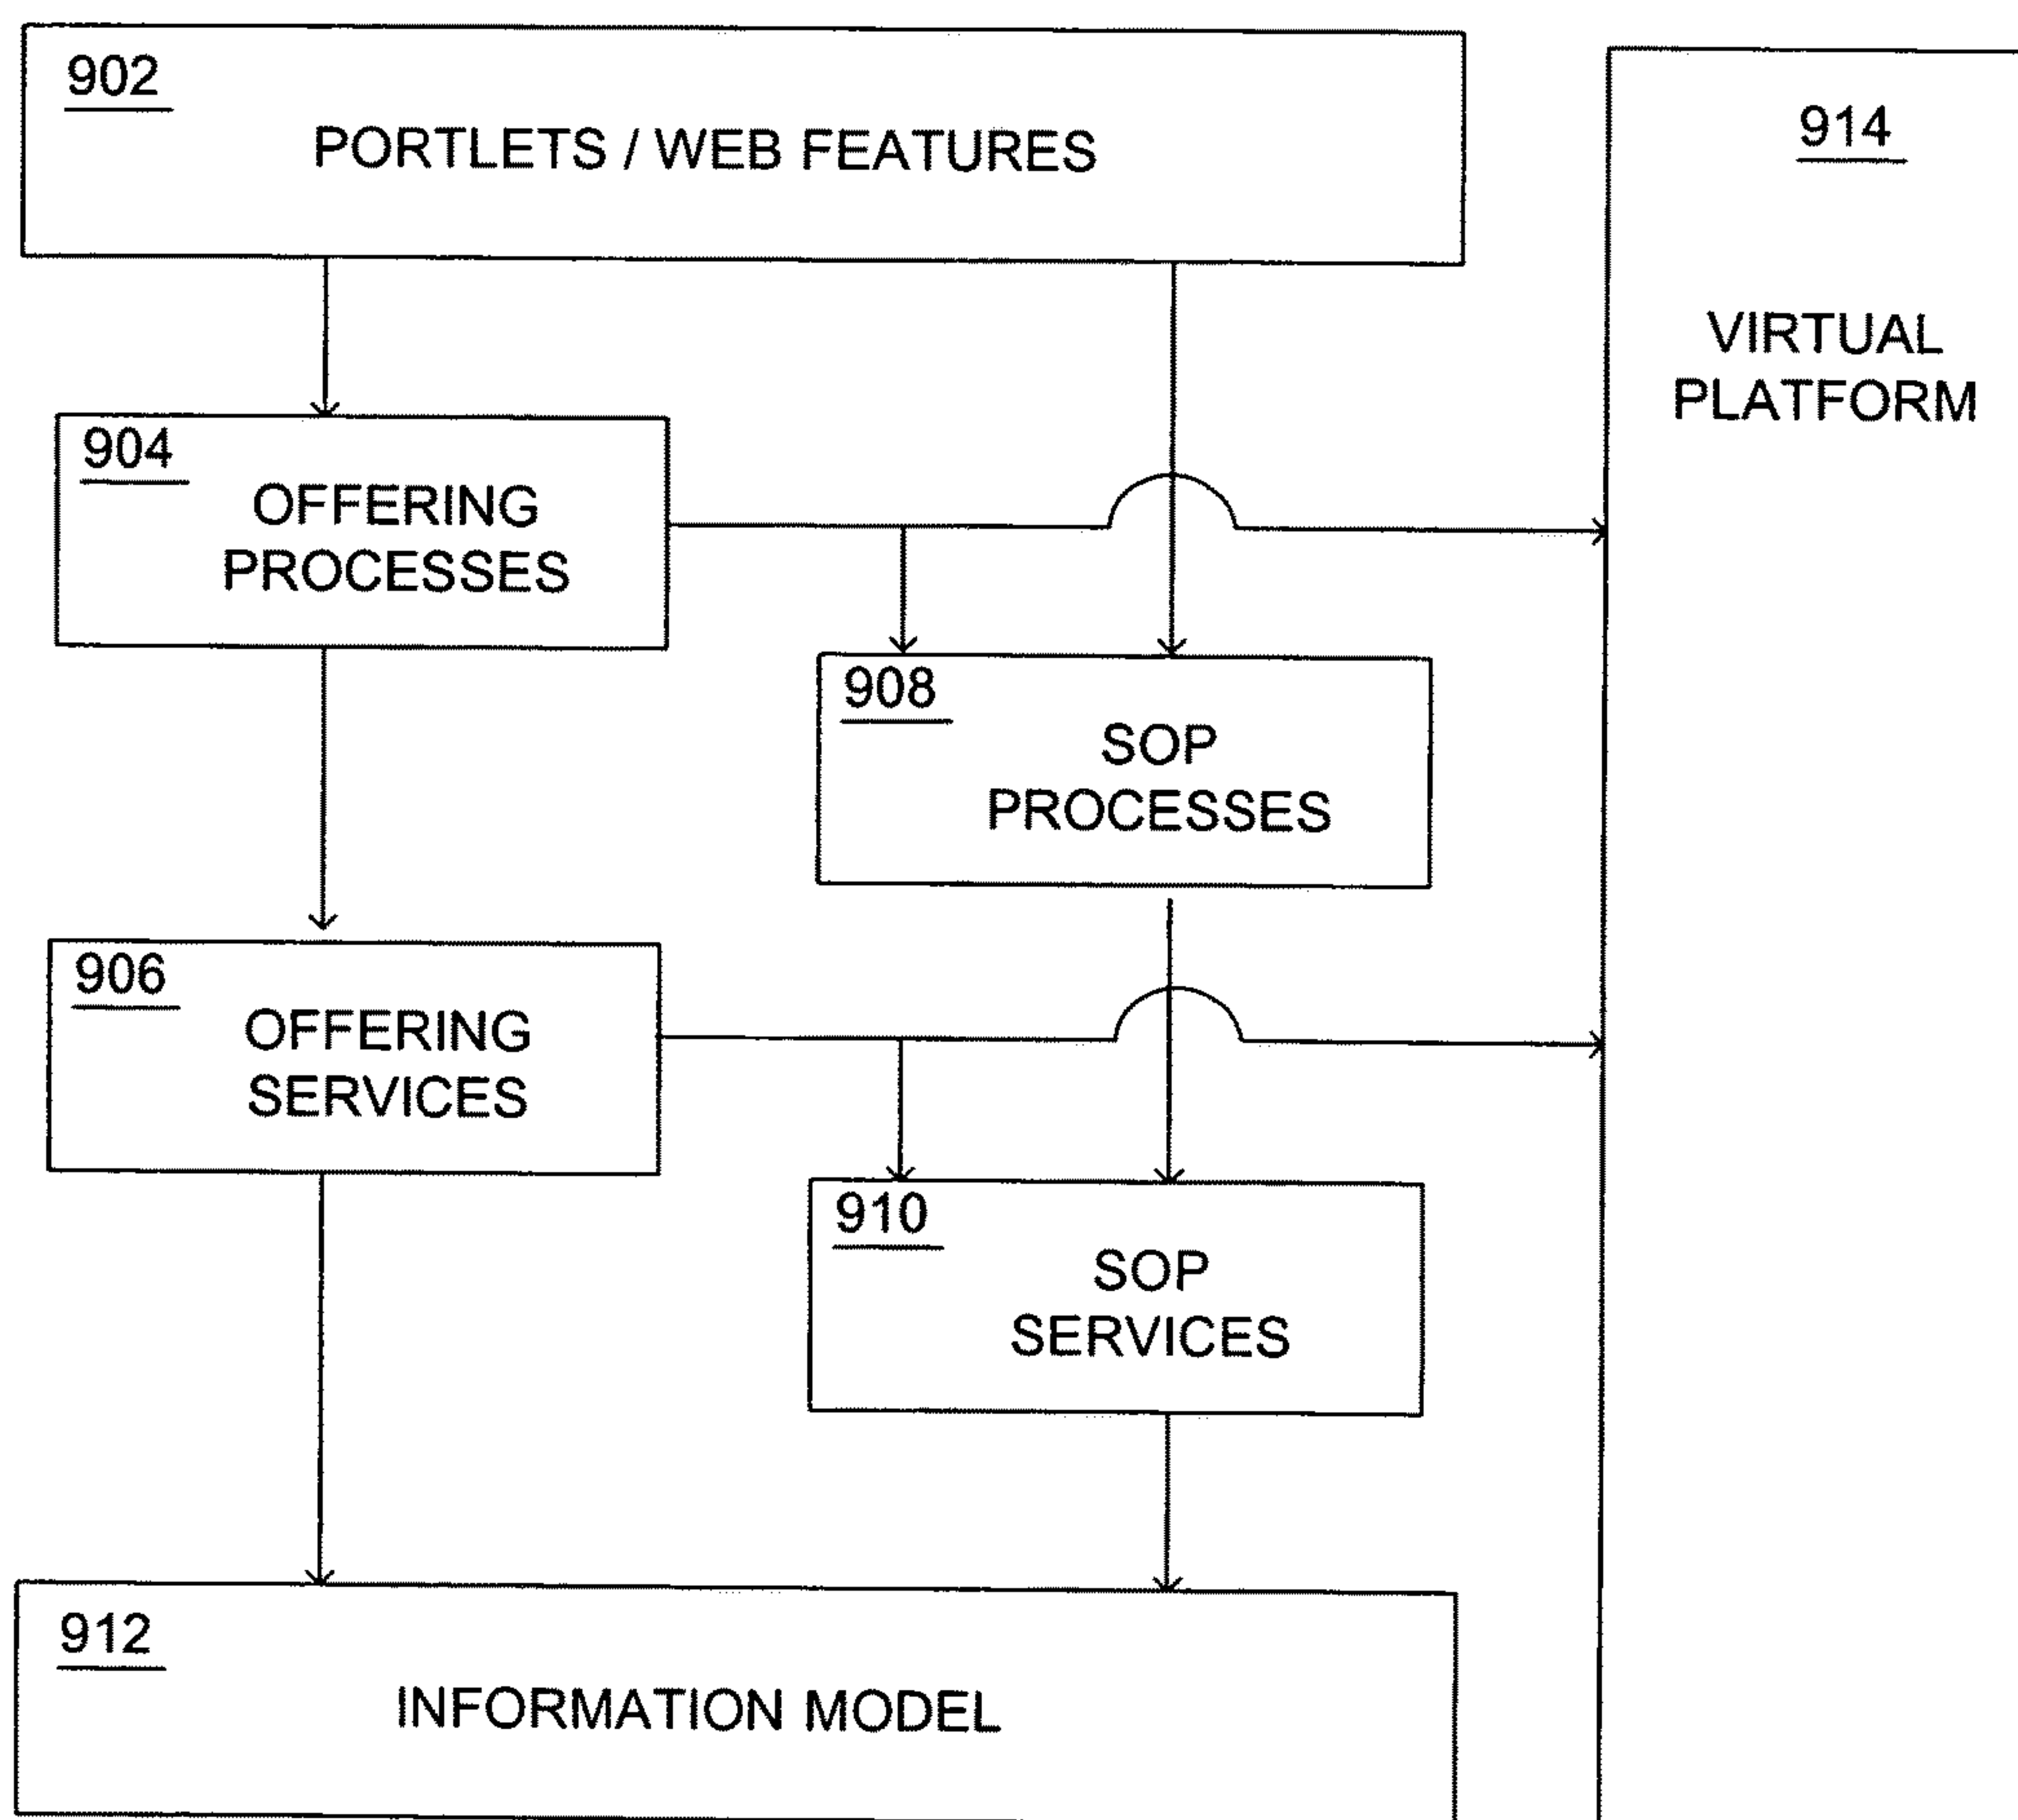 902
PORTLETS / WEB FEATURES
914
VIRTUAL
PLATFORM
904
OFFERING
PROCESSES
908
SOP
PROCESSES
906
OFFERING
SERVICES
910
SOP
SERVICES
912
INFORMATION MODEL